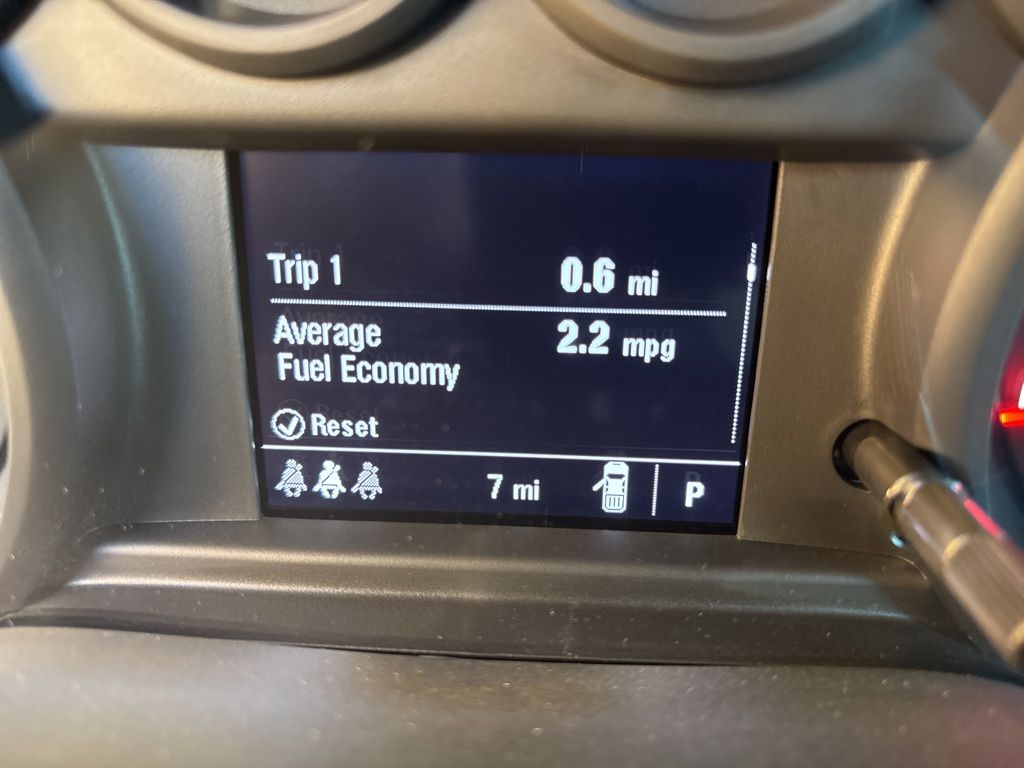 Trip 1 0.6 mi
Average 2.2 mpg
Fuel Economy
Reset
7 mi P